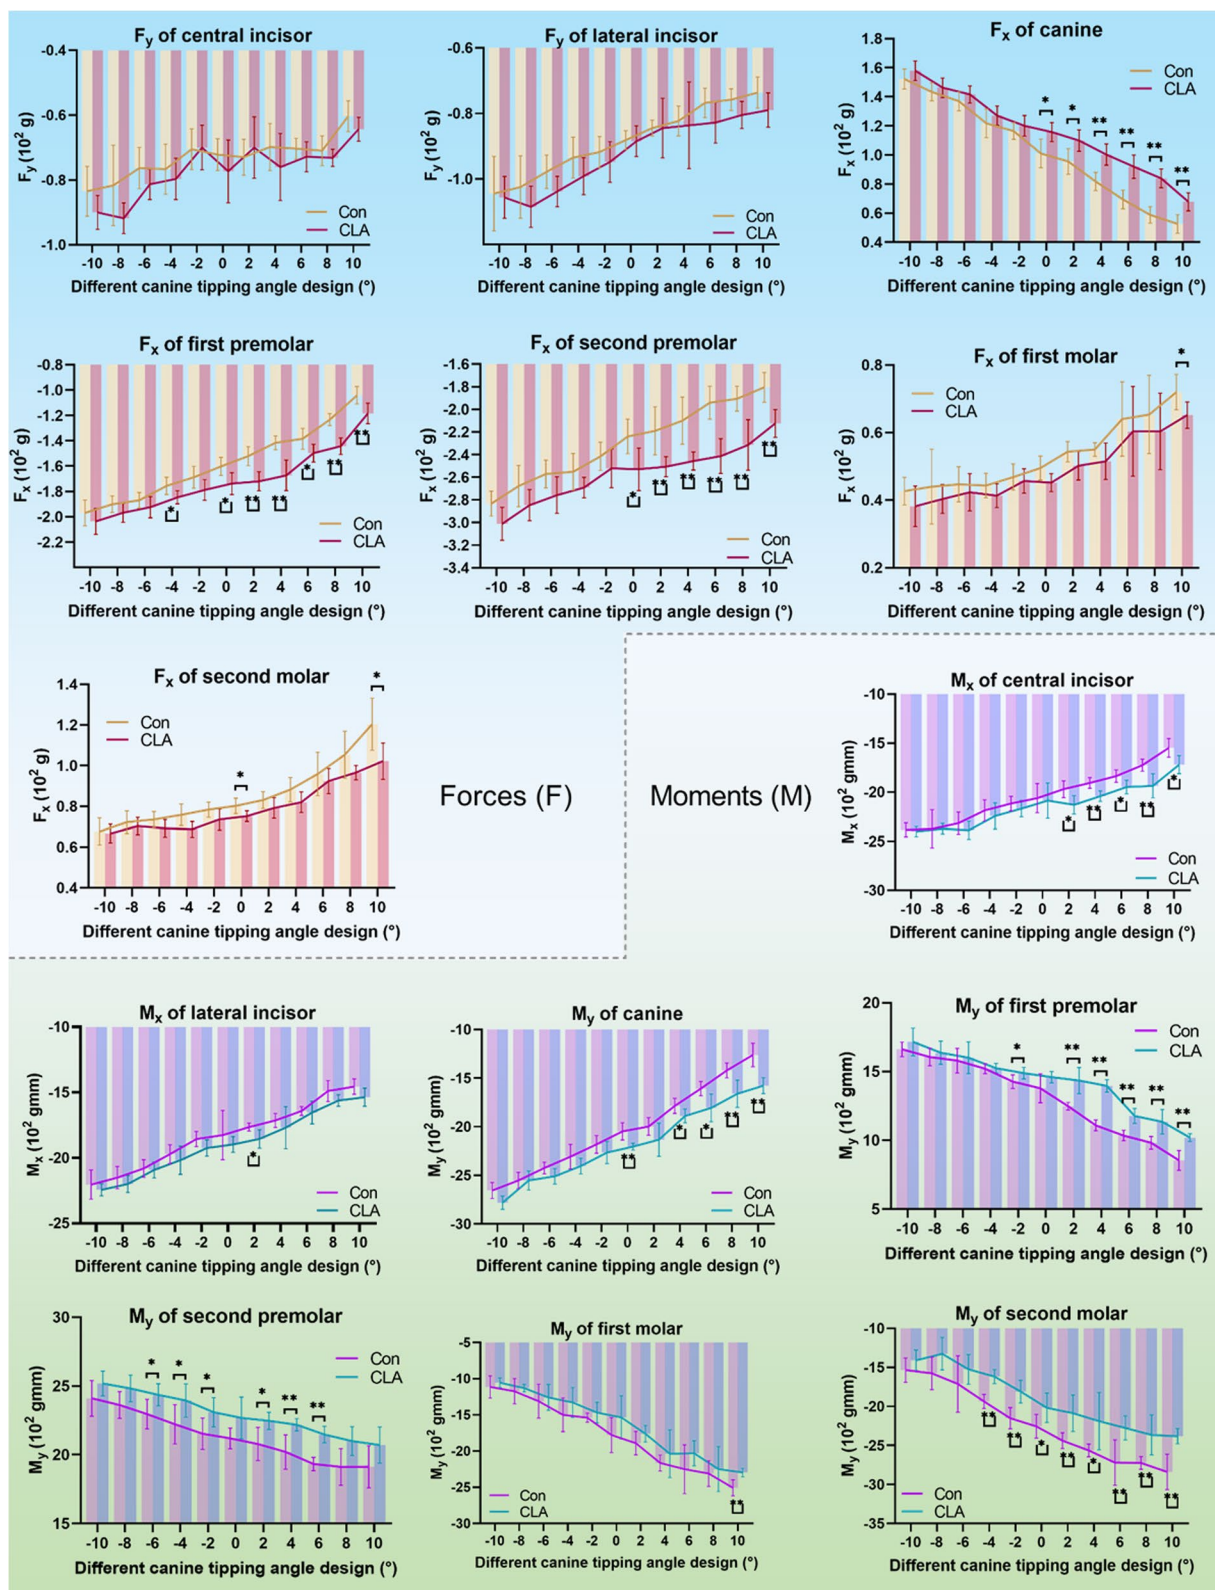 Fy of central incisor
Fy (10² g)
-0.4
-0.6
-0.8
-1.0
Con
CLA
-10 -8 -6 -4 -2 0 2 4 6 8 10
Different canine tipping angle design (°)
Fy of lateral incisor
Fy (10² g)
-0.6
-0.8
-1.0
Con
CLA
-10 -8 -6 -4 -2 0 2 4 6 8 10
Different canine tipping angle design (°)
Fx of canine
Fx (10² g)
1.8
1.6
1.4
1.2
1.0
0.8
0.6
0.4
Con
CLA
* * ** ** ** **
-10 -8 -6 -4 -2 0 2 4 6 8 10
Different canine tipping angle design (°)
Fx of first premolar
Fx (10² g)
-0.8
-1.0
-1.2
-1.4
-1.6
-1.8
-2.0
-2.2
* * ** ** * ** **
Con
CLA
-10 -8 -6 -4 -2 0 2 4 6 8 10
Different canine tipping angle design (°)
Fx of second premolar
Fx (10² g)
-1.6
-1.8
-2.0
-2.2
-2.4
-2.6
-2.8
-3.0
-3.2
-3.4
* ** ** ** ** **
Con
CLA
-10 -8 -6 -4 -2 0 2 4 6 8 10
Different canine tipping angle design (°)
Fx of first molar
Fx (10² g)
0.8
0.6
0.4
0.2
Con
CLA
*
-10 -8 -6 -4 -2 0 2 4 6 8 10
Different canine tipping angle design (°)
Fx of second molar
Fx (10² g)
1.4
1.2
1.0
0.8
0.6
0.4
Con
CLA
* *
-10 -8 -6 -4 -2 0 2 4 6 8 10
Different canine tipping angle design (°)
Forces (F)
Moments (M)
Mx of central incisor
Mx (10² gmm)
-10
-15
-20
-25
-30
* ** * ** *
Con
CLA
-10 -8 -6 -4 -2 0 2 4 6 8 10
Different canine tipping angle design (°)
Mx of lateral incisor
Mx (10² gmm)
-10
-15
-20
-25
*
Con
CLA
-10 -8 -6 -4 -2 0 2 4 6 8 10
Different canine tipping angle design (°)
My of canine
My (10² gmm)
-10
-15
-20
-25
-30
** * * ** **
Con
CLA
-10 -8 -6 -4 -2 0 2 4 6 8 10
Different canine tipping angle design (°)
My of first premolar
My (10² gmm)
20
15
10
5
Con
CLA
* ** ** ** ** **
-10 -8 -6 -4 -2 0 2 4 6 8 10
Different canine tipping angle design (°)
My of second premolar
My (10² gmm)
30
25
20
15
Con
CLA
* * * * ** **
-10 -8 -6 -4 -2 0 2 4 6 8 10
Different canine tipping angle design (°)
My of first molar
My (10² gmm)
-5
-10
-15
-20
-25
-30
**
Con
CLA
-10 -8 -6 -4 -2 0 2 4 6 8 10
Different canine tipping angle design (°)
My of second molar
My (10² gmm)
-10
-15
-20
-25
-30
-35
** ** * ** * ** ** **
Con
CLA
-10 -8 -6 -4 -2 0 2 4 6 8 10
Different canine tipping angle design (°)